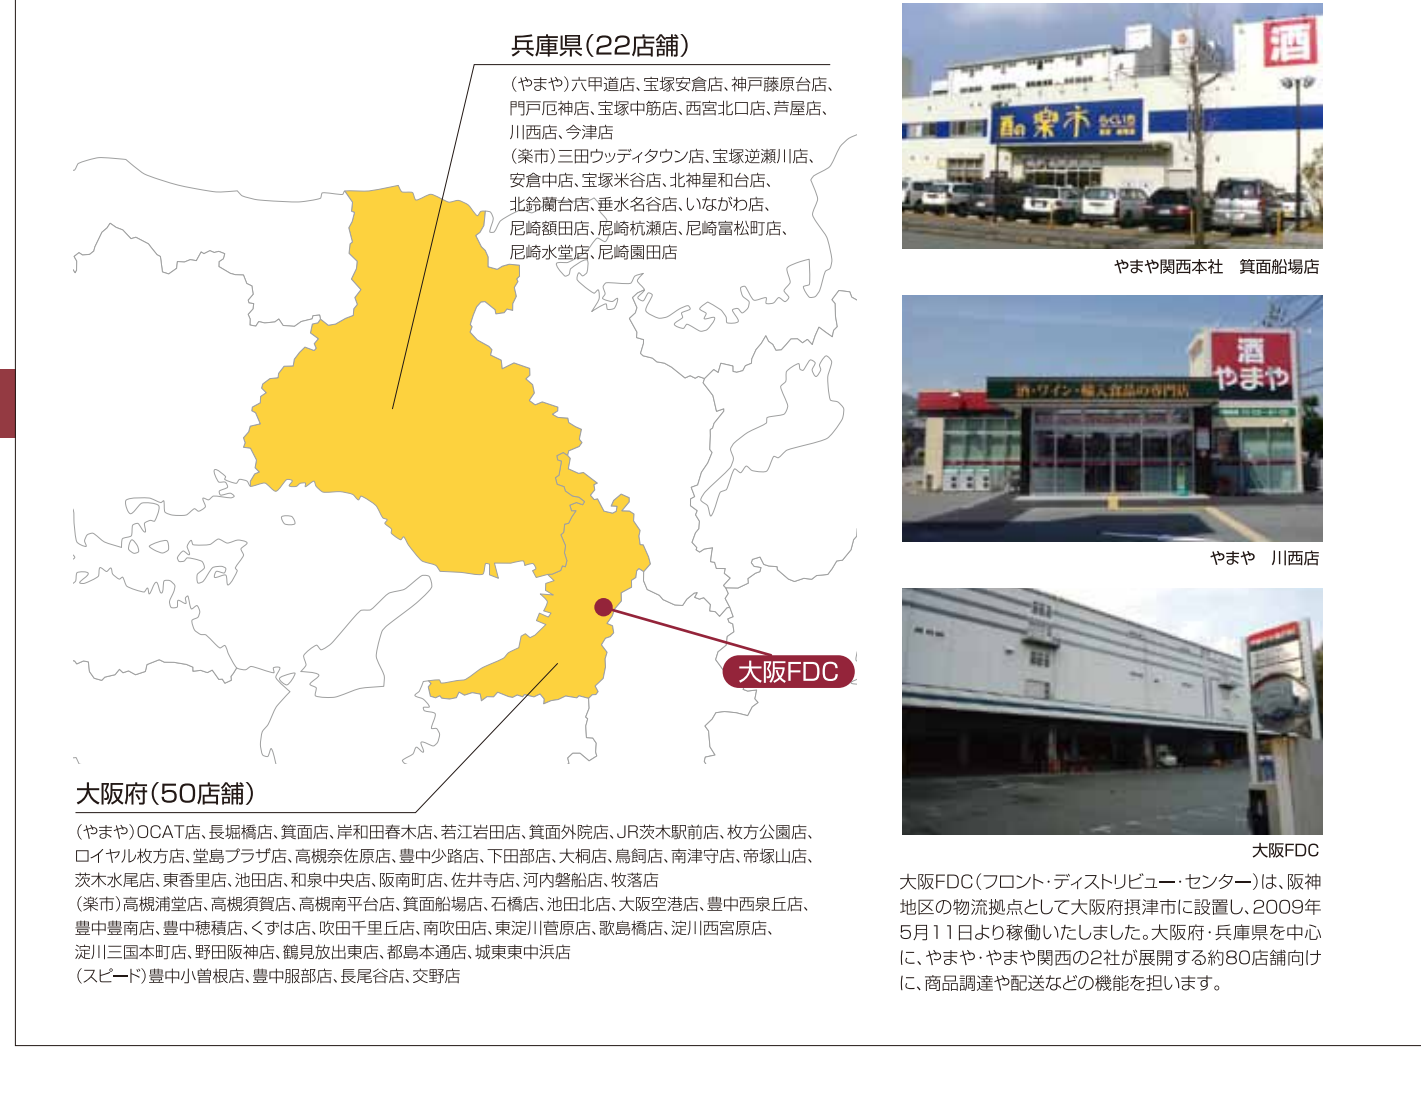 兵庫県（22店舗）
（やまや）六甲道店、宝塚安倉店、神戸藤原台店、
門戸厄神店、宝塚中筋店、西宮北口店、芦屋店、
川西店、今津店
（楽市）三田ウッディタウン店、宝塚逆瀬川店、
安倉中店、宝塚米谷店、北神星和台店、
北鈴蘭台店、垂水名谷店、いながわ店、
尼崎額田店、尼崎杭瀬店、尼崎富松町店、
尼崎水堂店、尼崎園田店
大阪FDC
大阪府（50店舗）
（やまや）OCAT店、長堀橋店、箕面店、岸和田春木店、若江岩田店、箕面外院店、JR茨木駅前店、枚方公園店、
ロイヤル枚方店、堂島プラザ店、高槻奈佐原店、豊中少路店、下田部店、大桐店、鳥飼店、南津守店、帝塚山店、
茨木水尾店、東香里店、池田店、和泉中央店、阪南町店、佐井寺店、河内磐船店、牧落店
（楽市）高槻浦堂店、高槻須賀店、高槻南平台店、箕面船場店、石橋店、池田北店、大阪空港店、豊中西泉丘店、
豊中豊南店、豊中穂積店、くずは店、吹田千里丘店、南吹田店、東淀川菅原店、歌島橋店、淀川西宮原店、
淀川三国本町店、野田阪神店、鶴見放出東店、都島本通店、城東東中浜店
（スピード）豊中小曽根店、豊中服部店、長尾谷店、交野店
酒
酒の 楽市 らくいち
やまや関西本社　箕面船場店
酒
やまや
酒・ワイン・輸入食品の専門店
やまや　川西店
大阪FDC
大阪FDC（フロント・ディストリビュー・センター）は、阪神
地区の物流拠点として大阪府摂津市に設置し、2009年
5月11日より稼働いたしました。大阪府・兵庫県を中心
に、やまや・やまや関西の2社が展開する約80店舗向け
に、商品調達や配送などの機能を担います。